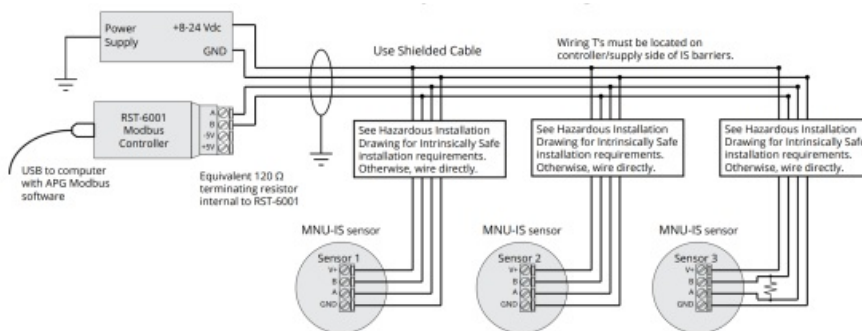 Power
Supply
+8-24 Vdc
GND
Use Shielded Cable
Wiring T's must be located on
controller/supply side of IS barriers.
RST-6001
Modbus
Controller
A
B
-5V
+5V
USB to computer
with APG Modbus
software
Equivalent 120 Ω
terminating resistor
internal to RST-6001
See Hazardous Installation
Drawing for Intrinsically Safe
installation requirements.
Otherwise, wire directly.
See Hazardous Installation
Drawing for Intrinsically Safe
installation requirements.
Otherwise, wire directly.
See Hazardous Installation
Drawing for Intrinsically Safe
installation requirements.
Otherwise, wire directly.
MNU-IS sensor
Sensor 1
V+
B
A
GND
MNU-IS sensor
Sensor 2
V+
B
A
GND
MNU-IS sensor
Sensor 3
V+
B
A
GND